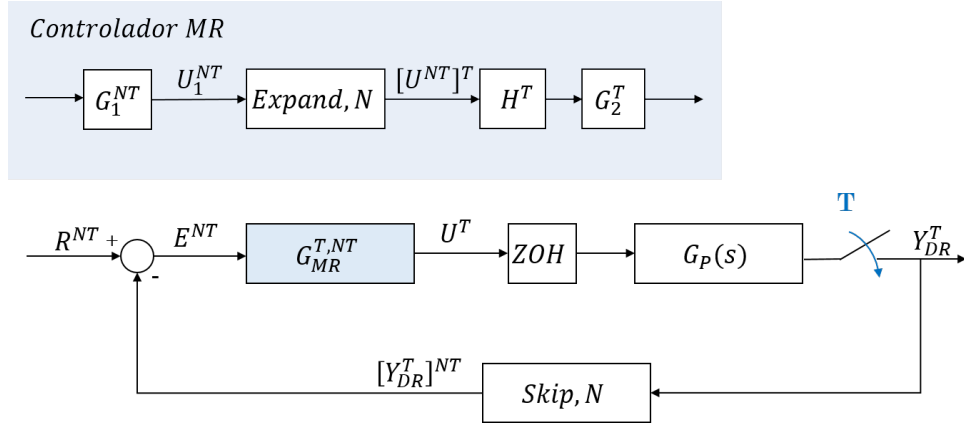 Controlador MR
G_1^{NT}
U_1^{NT}
Expand, N
[U^{NT}]^T
H^T
G_2^T
T
R^{NT}
+
-
E^{NT}
G_{MR}^{T,NT}
U^T
ZOH
G_P(s)
Y_{DR}^T
[Y_{DR}^T]^{NT}
Skip, N